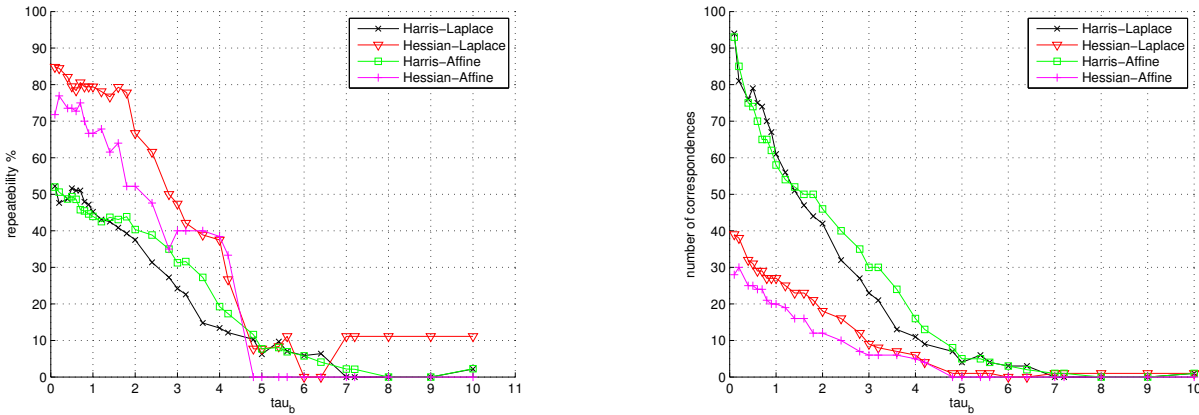 100
90
80
70
60
50
40
30
20
10
0
repeatebility %
0 1 2 3 4 5 6 7 8 9 10 11
tau_b
Harris-Laplace
Hessian-Laplace
Harris-Affine
Hessian-Affine
100
90
80
70
60
50
40
30
20
10
0
number of correspondences
0 1 2 3 4 5 6 7 8 9 10
tau_b
Harris-Laplace
Hessian-Laplace
Harris-Affine
Hessian-Affine